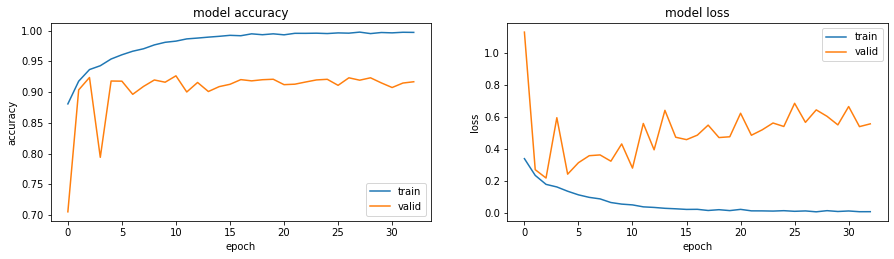 model accuracy
accuracy
1.00
0.95
0.90
0.85
0.80
0.75
0.70
0
5
10
15
20
25
30
epoch
train
valid
model loss
loss
1.0
0.8
0.6
0.4
0.2
0.0
0
5
10
15
20
25
30
epoch
train
valid